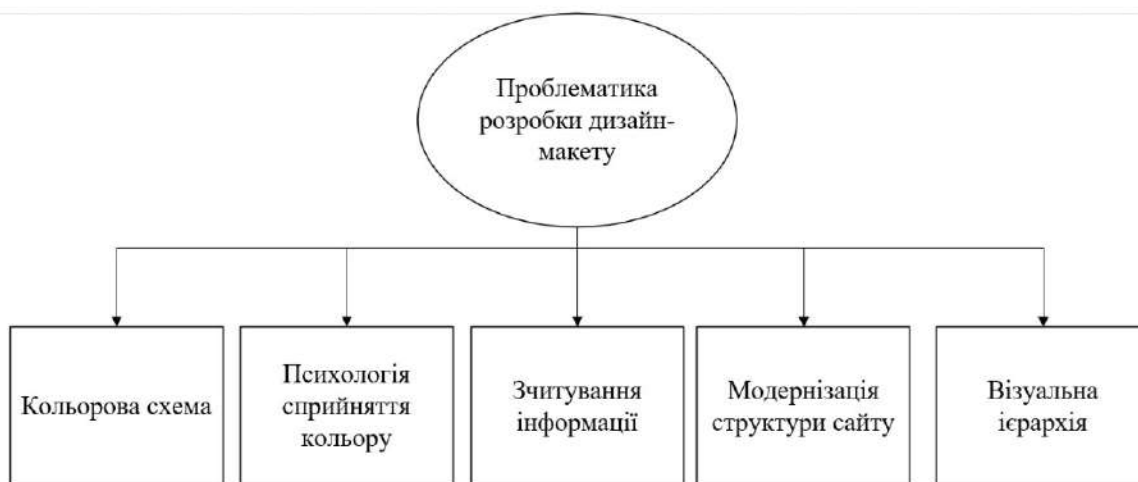 Проблематика
розробки дизайн-
макету
Кольорова схема
Психологія
сприйняття
кольору
Зчитування
інформації
Модернізація
структури сайту
Візуальна
ієрархія